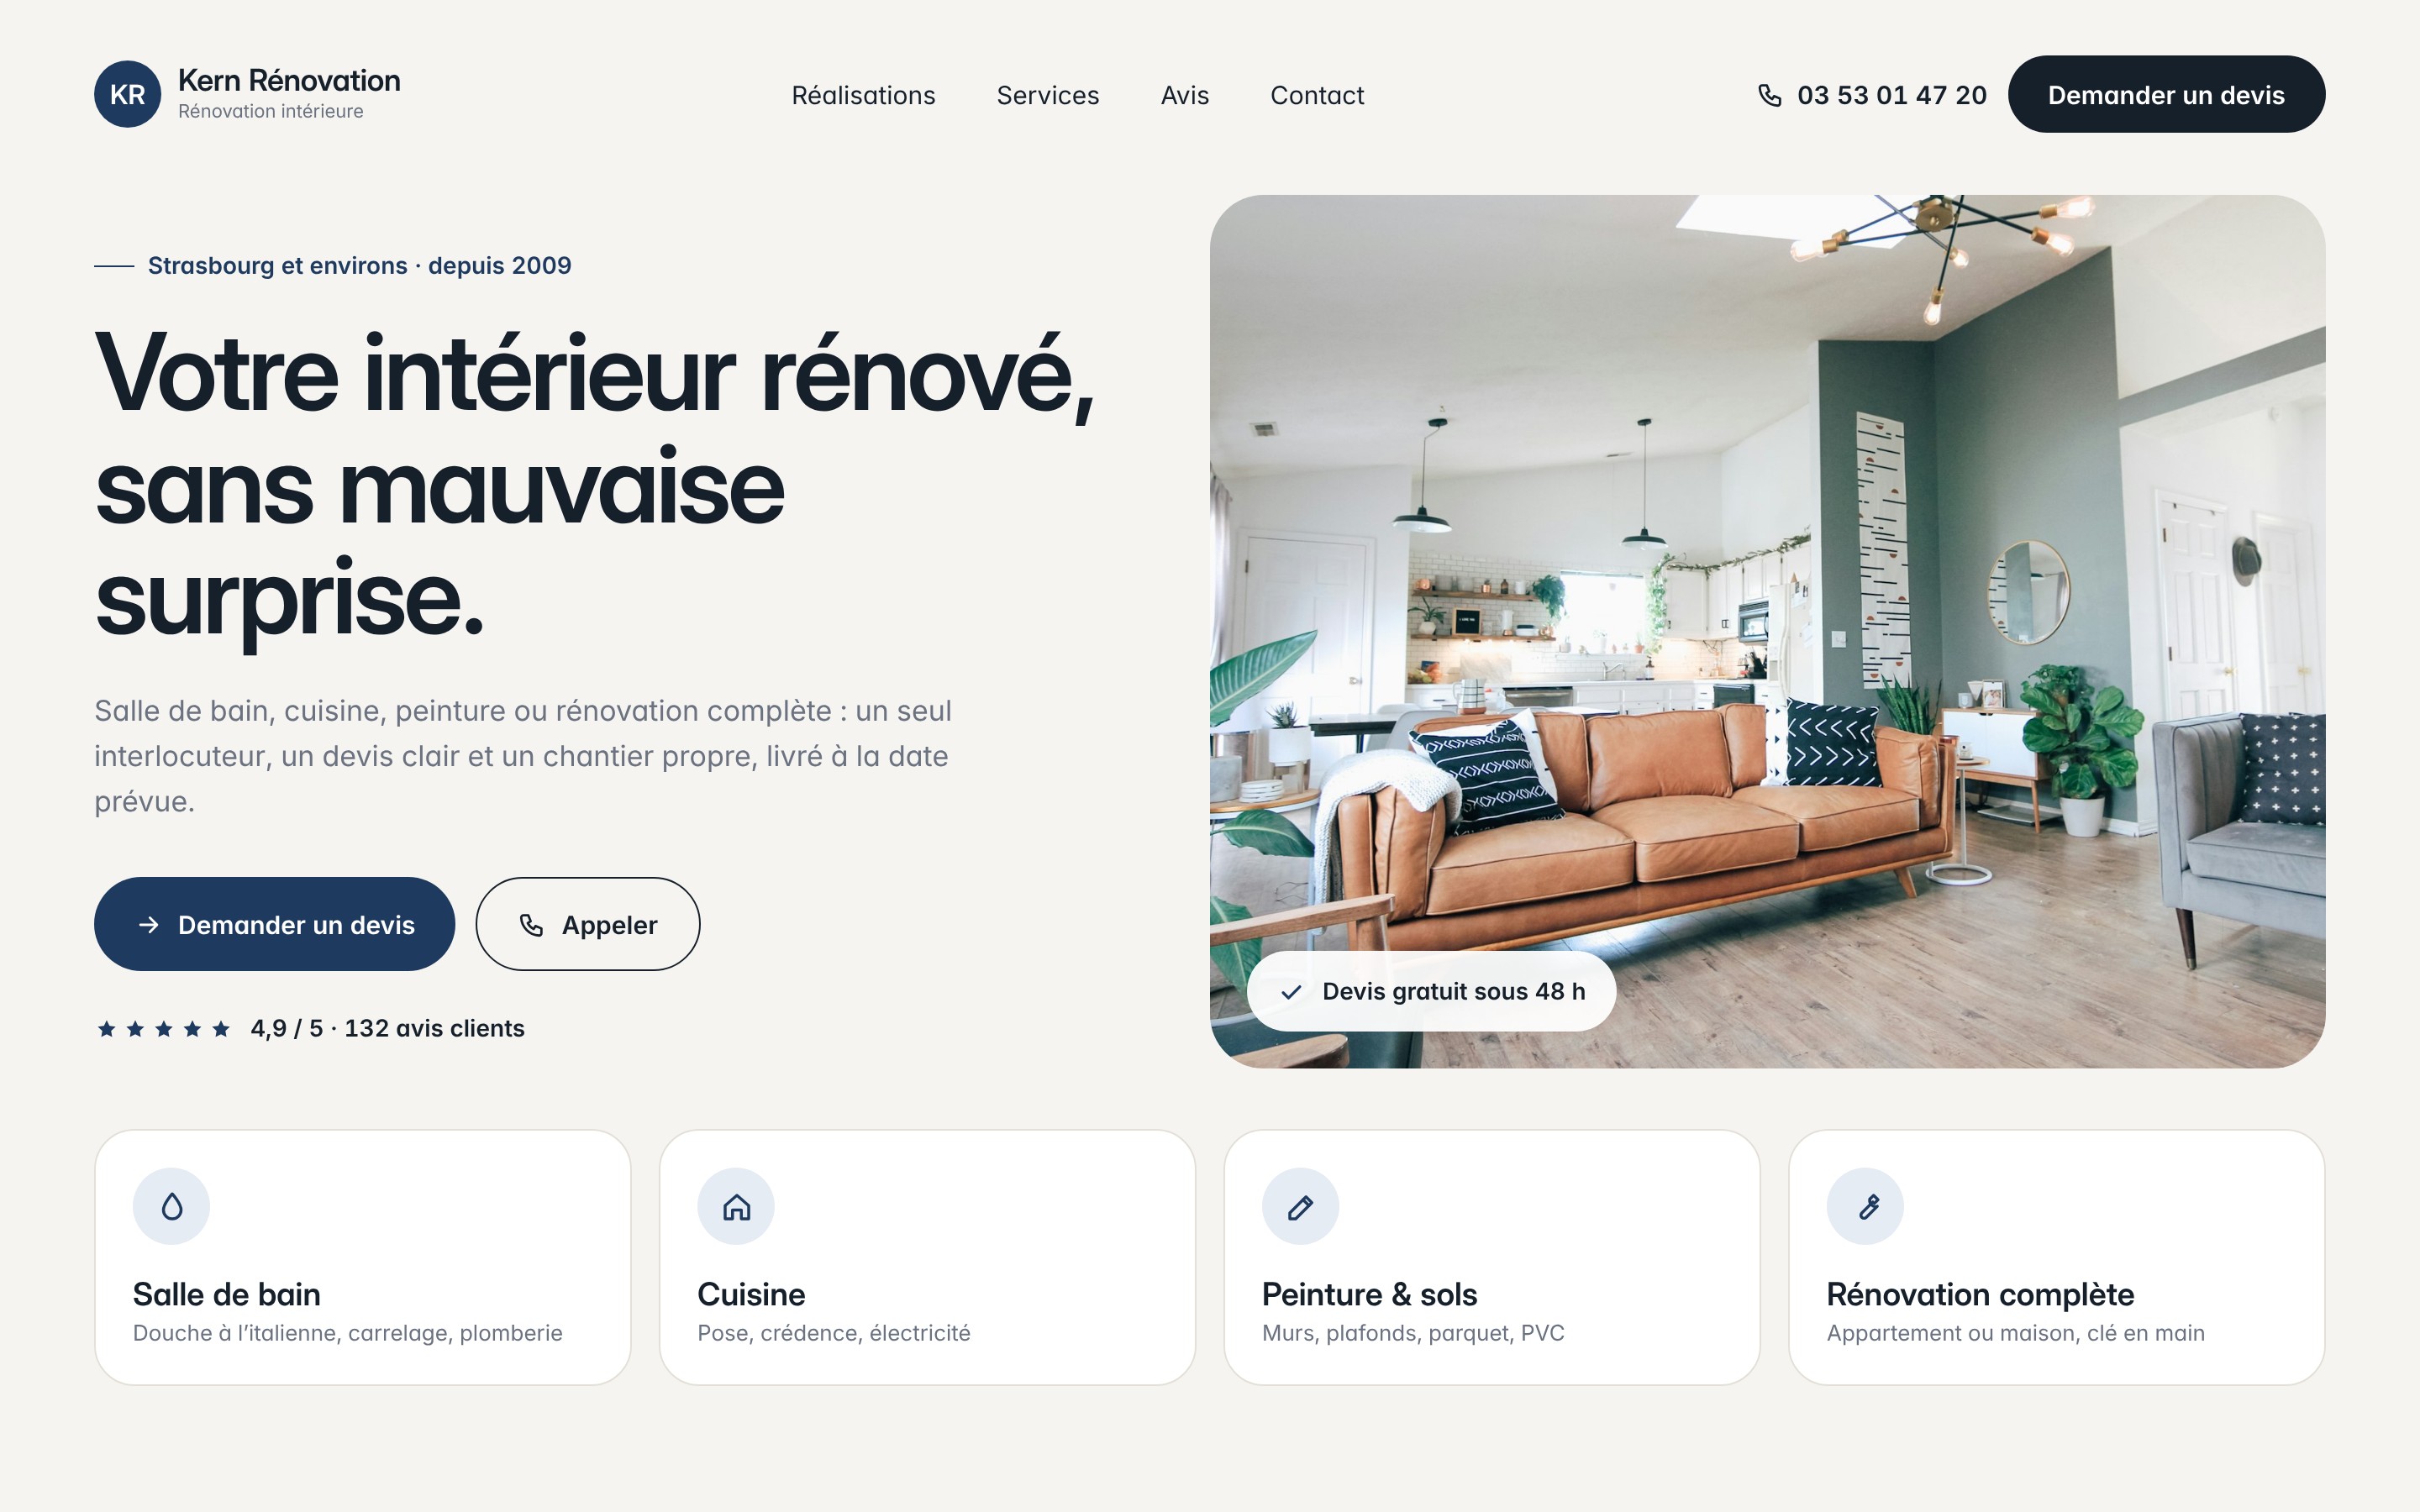 KR
Kern Rénovation
Rénovation intérieure
Réalisations
Services
Avis
Contact
03 53 01 47 20
Demander un devis
Strasbourg et environs · depuis 2009
Votre intérieur rénové,
sans mauvaise
surprise.
Salle de bain, cuisine, peinture ou rénovation complète : un seul
interlocuteur, un devis clair et un chantier propre, livré à la date
prévue.
Demander un devis
Appeler
4,9 / 5 · 132 avis clients
Devis gratuit sous 48 h
Salle de bain
Douche à l’italienne, carrelage, plomberie
Cuisine
Pose, crédence, électricité
Peinture & sols
Murs, plafonds, parquet, PVC
Rénovation complète
Appartement ou maison, clé en main